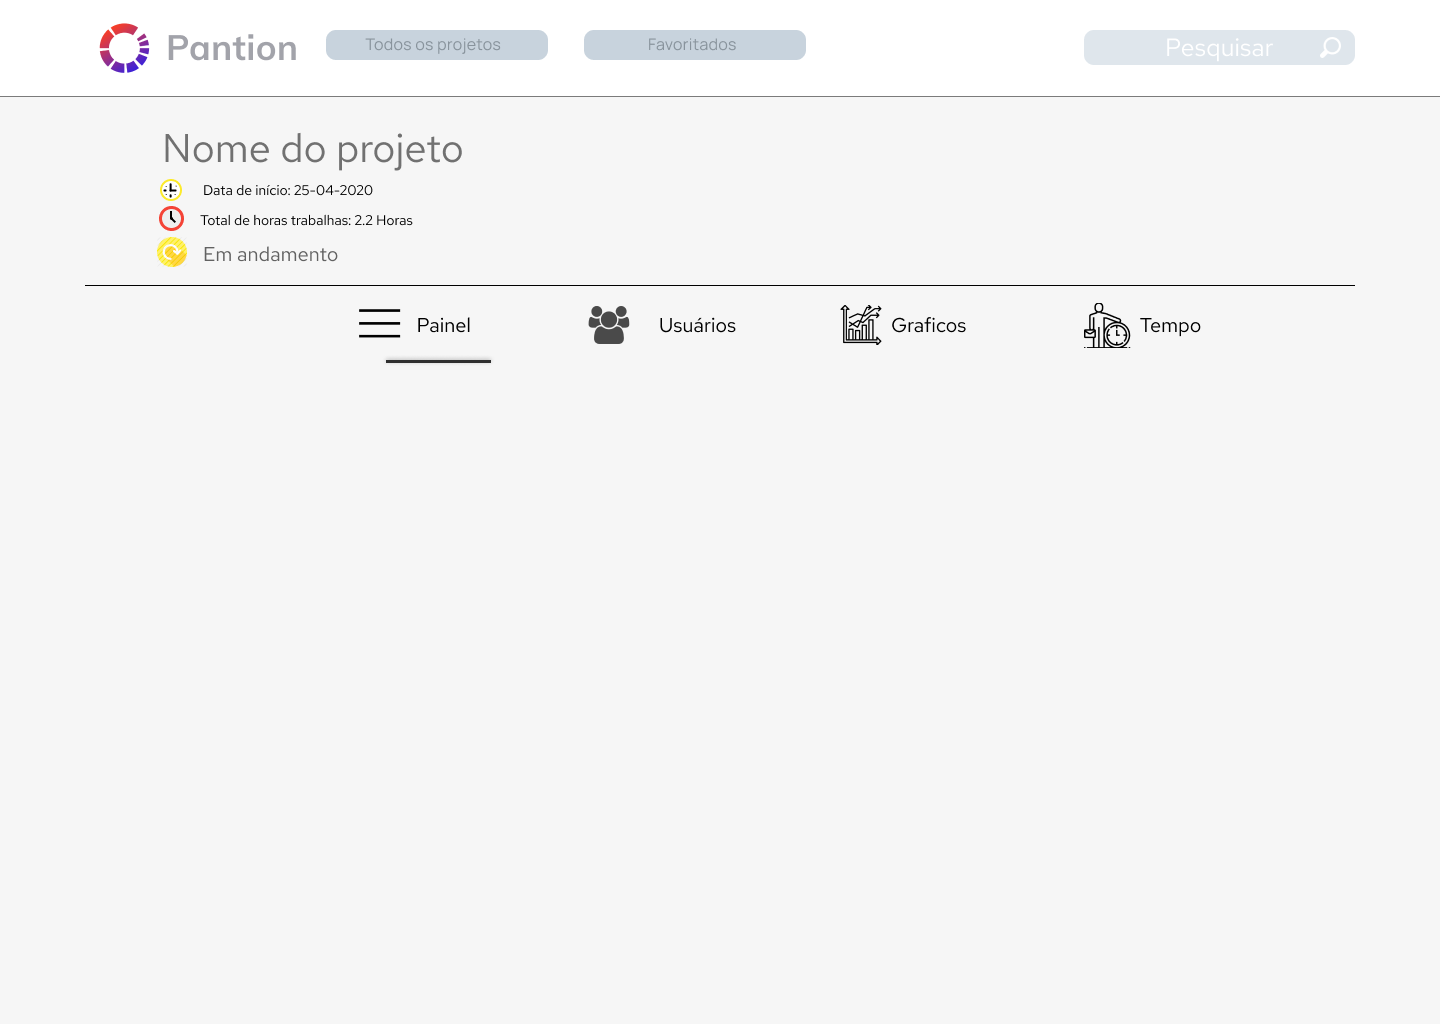 Pantion
Todos os projetos
Favoritados
Pesquisar
Nome do projeto
Data de início: 25-04-2020
Total de horas trabalhas: 2.2 Horas
Em andamento
Painel
Usuários
Graficos
Tempo